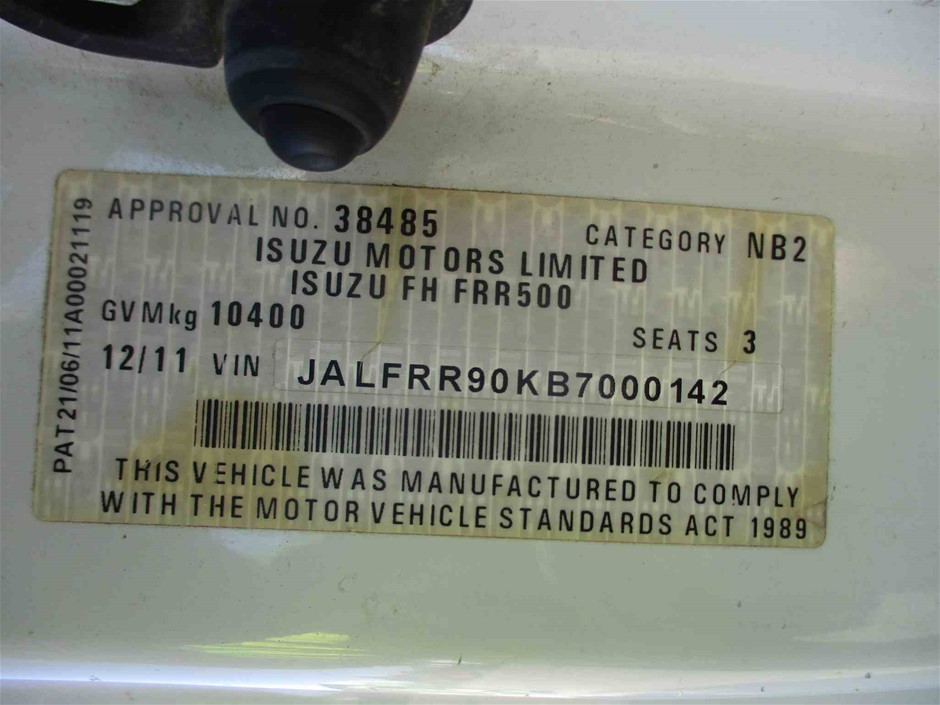 PAT21/06/11A00021119
APPROVAL NO. 38485 CATEGORY NB2
ISUZU MOTORS LIMITED
ISUZU FH FRR500
GVMkg 10400 SEATS 3
12/11 VIN JALFRR90KB7000142
THIS VEHICLE WAS MANUFACTURED TO COMPLY
WITH THE MOTOR VEHICLE STANDARDS ACT 1989